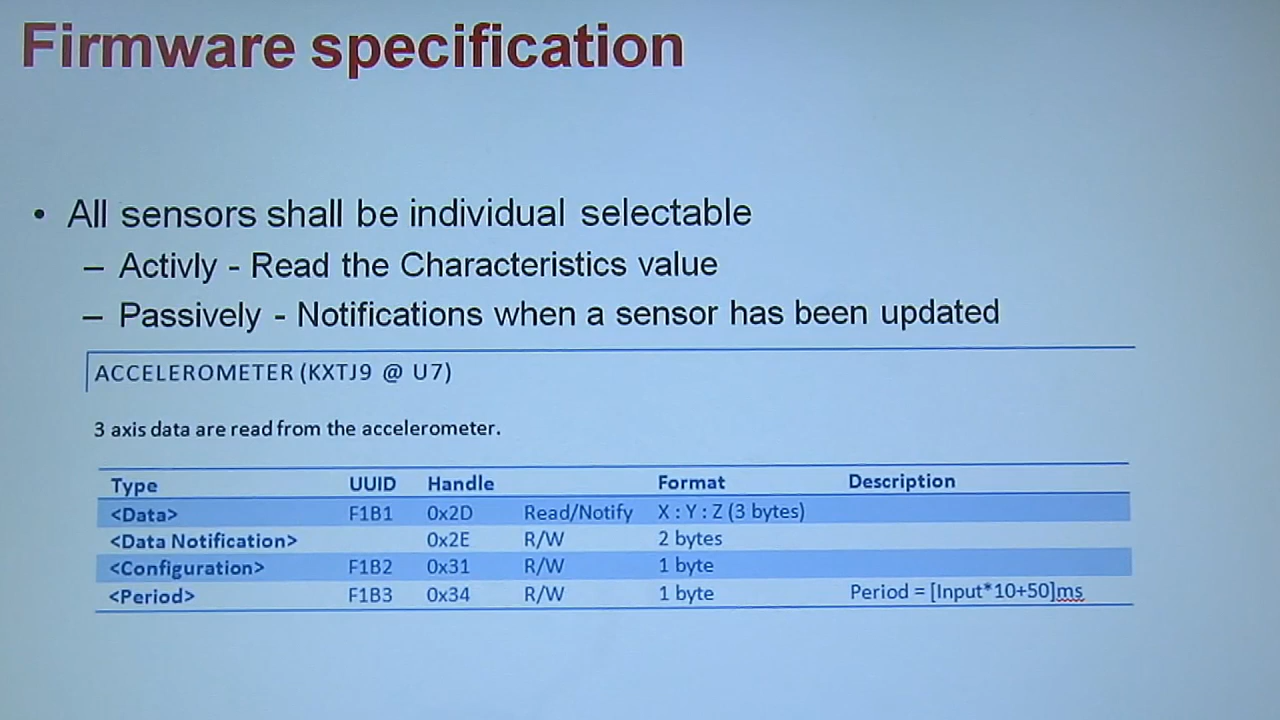 Firmware specification
• All sensors shall be individual selectable
– Activly - Read the Characteristics value
– Passively - Notifications when a sensor has been updated
ACCELEROMETER (KXTJ9 @ U7)
3 axis data are read from the accelerometer.
Type UUID Handle Format Description
<Data> F1B1 0x2D Read/Notify X : Y : Z (3 bytes)
<Data Notification> 0x2E R/W 2 bytes
<Configuration> F1B2 0x31 R/W 1 byte
<Period> F1B3 0x34 R/W 1 byte Period = [Input*10+50]ms